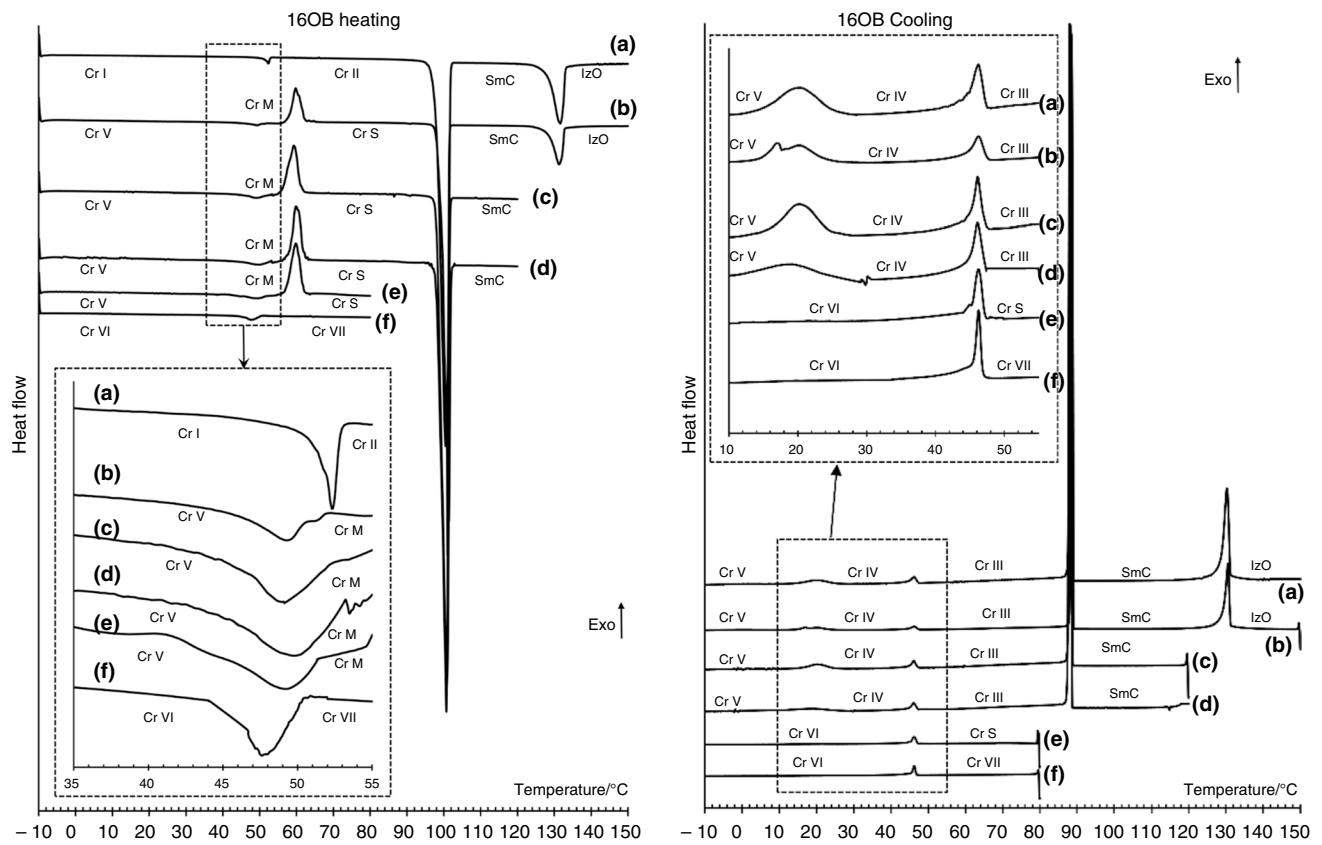 16OB heating
(a)
Cr I
Cr II
SmC
IzO
Cr M
(b)
Cr V
Cr S
SmC
IzO
Cr M
(c)
Cr V
Cr S
SmC
Cr M
(d)
Cr V
Cr S
SmC
Cr M
(e)
Cr V
Cr S
(f)
Cr VI
Cr VII
(a)
Cr I
Cr II
(b)
Cr V
Cr M
(c)
Cr V
Cr M
(d)
Cr V
Cr M
(e)
Cr V
Cr M
(f)
Cr VI
Cr VII
35 40 45 50 55
Exo
Heat flow
Temperature/°C
– 10 0 10 20 30 40 50 60 70 80 90 100 110 120 130 140 150
16OB Cooling
Exo
Cr V Cr IV Cr III (a)
Cr V Cr IV Cr III (b)
Cr V Cr IV Cr III (c)
Cr V Cr IV Cr III (d)
Cr VI Cr S (e)
Cr VI Cr VII (f)
10 20 30 40 50
Heat flow
Cr V Cr IV Cr III SmC IzO
(a)
Cr V Cr IV Cr III SmC IzO
(b)
Cr V Cr IV Cr III SmC (c)
Cr V Cr IV Cr III SmC (d)
Cr VI Cr S (e)
Cr VI Cr VII (f)
Temperature/°C
– 10 0 10 20 30 40 50 60 70 80 90 100 110 120 130 140 150